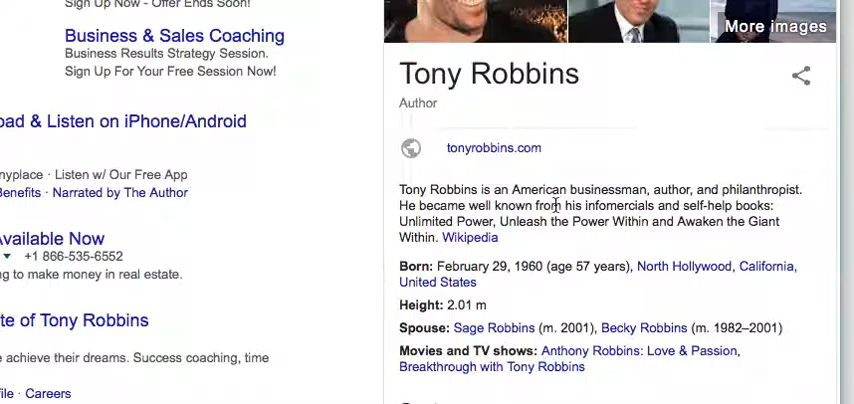 Sign Up Now - Offer Ends Soon!
Business & Sales Coaching
Business Results Strategy Session.
Sign Up For Your Free Session Now!
oad & Listen on iPhone/Android
nyplace · Listen w/ Our Free App
Benefits · Narrated by The Author
Available Now
+1 866-535-6552
ng to make money in real estate.
te of Tony Robbins
e achieve their dreams. Success coaching, time
file · Careers
More images
Tony Robbins
Author
tonyrobbins.com
Tony Robbins is an American businessman, author, and philanthropist.
He became well known from his infomercials and self-help books:
Unlimited Power, Unleash the Power Within and Awaken the Giant
Within. Wikipedia
Born: February 29, 1960 (age 57 years), North Hollywood, California,
United States
Height: 2.01 m
Spouse: Sage Robbins (m. 2001), Becky Robbins (m. 1982–2001)
Movies and TV shows: Anthony Robbins: Love & Passion,
Breakthrough with Tony Robbins